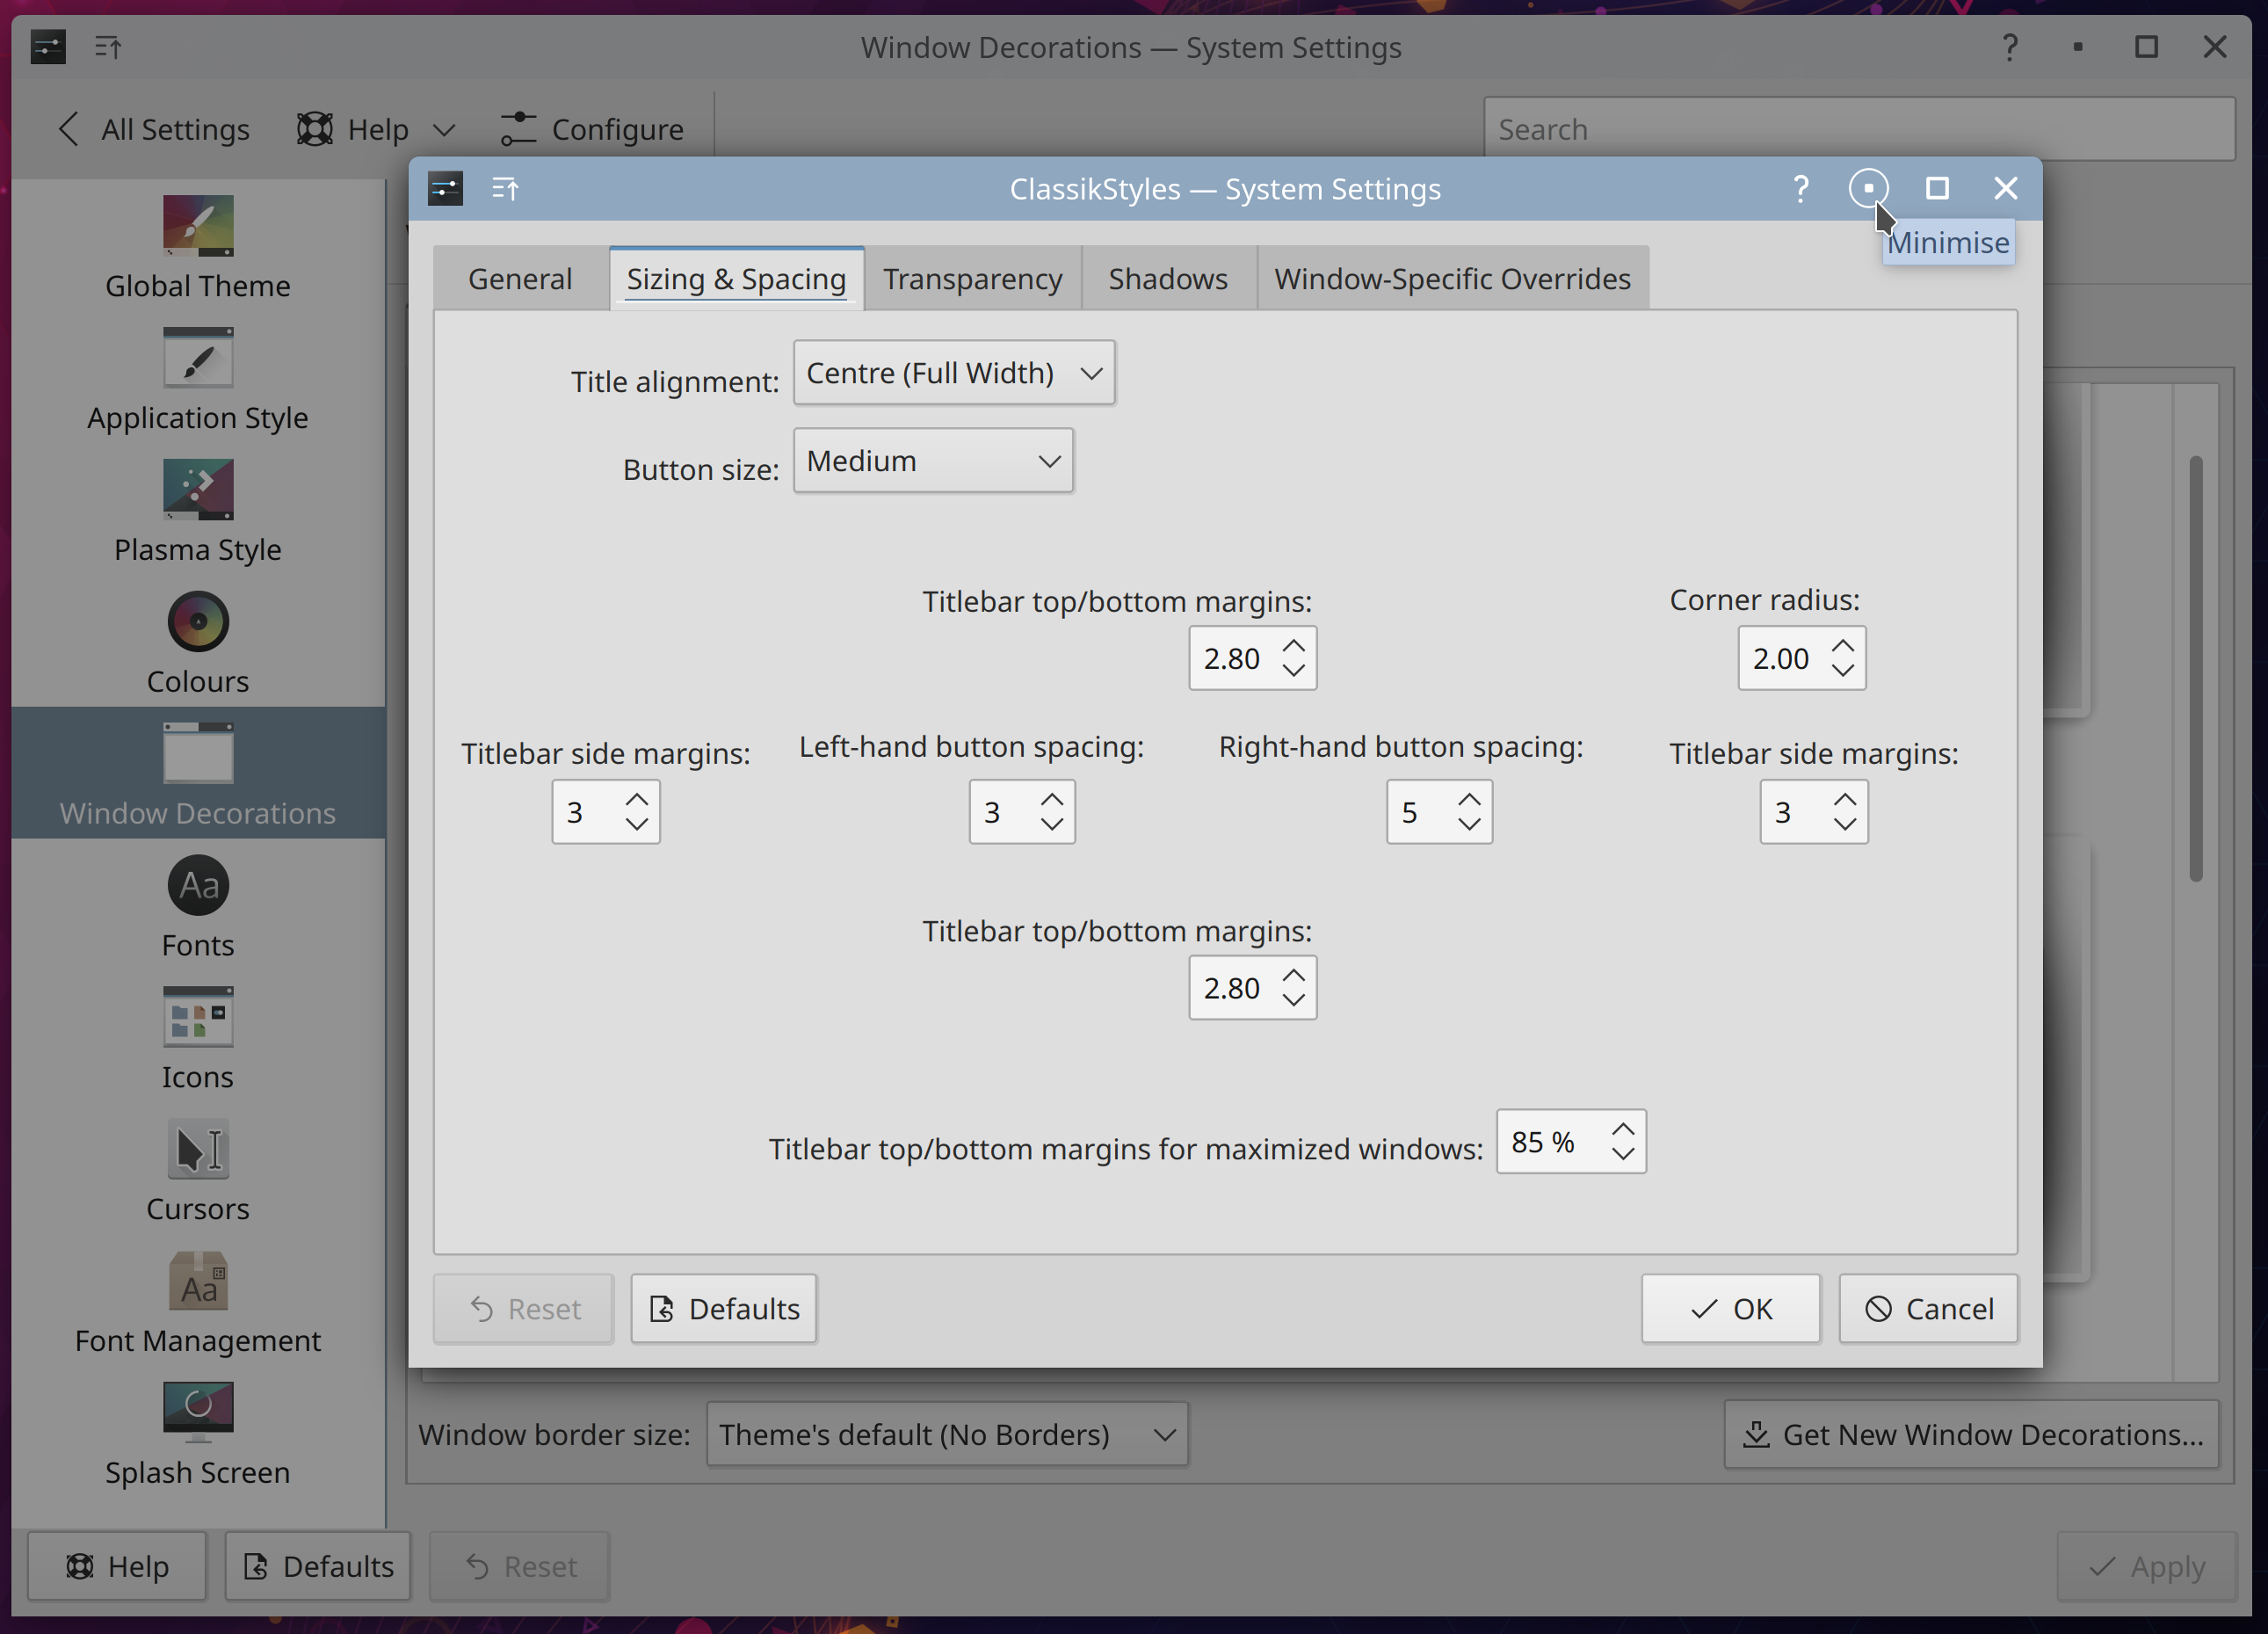 Window Decorations — System Settings
All Settings
Help
Configure
Search
ClassikStyles — System Settings
Minimise
General
Sizing & Spacing
Transparency
Shadows
Window-Specific Overrides
Global Theme
Application Style
Plasma Style
Colours
Window Decorations
Fonts
Icons
Cursors
Font Management
Splash Screen
Title alignment: Centre (Full Width)
Button size: Medium
Titlebar top/bottom margins:
2.80
Corner radius:
2.00
Titlebar side margins:
3
Left-hand button spacing:
3
Right-hand button spacing:
5
Titlebar side margins:
3
Titlebar top/bottom margins:
2.80
Titlebar top/bottom margins for maximized windows: 85 %
Reset
Defaults
OK
Cancel
Window border size: Theme's default (No Borders)
Get New Window Decorations...
Help
Defaults
Reset
Apply